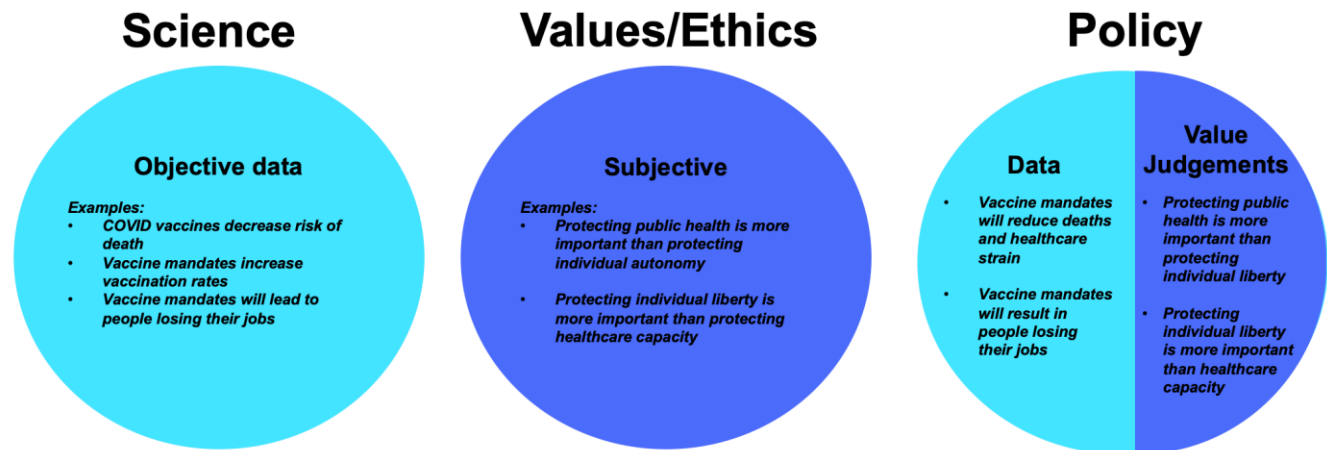 Science
Objective data
Examples:
• COVID vaccines decrease risk of
death
• Vaccine mandates increase
vaccination rates
• Vaccine mandates will lead to
people losing their jobs
Values/Ethics
Subjective
Examples:
• Protecting public health is more
important than protecting
individual autonomy
• Protecting individual liberty is
more important than protecting
healthcare capacity
Policy
Data
• Vaccine mandates
will reduce deaths
and healthcare
strain
• Vaccine mandates
will result in
people losing
their jobs
Value
Judgements
• Protecting public
health is more
important than
protecting
individual liberty
• Protecting
individual liberty
is more important
than healthcare
capacity